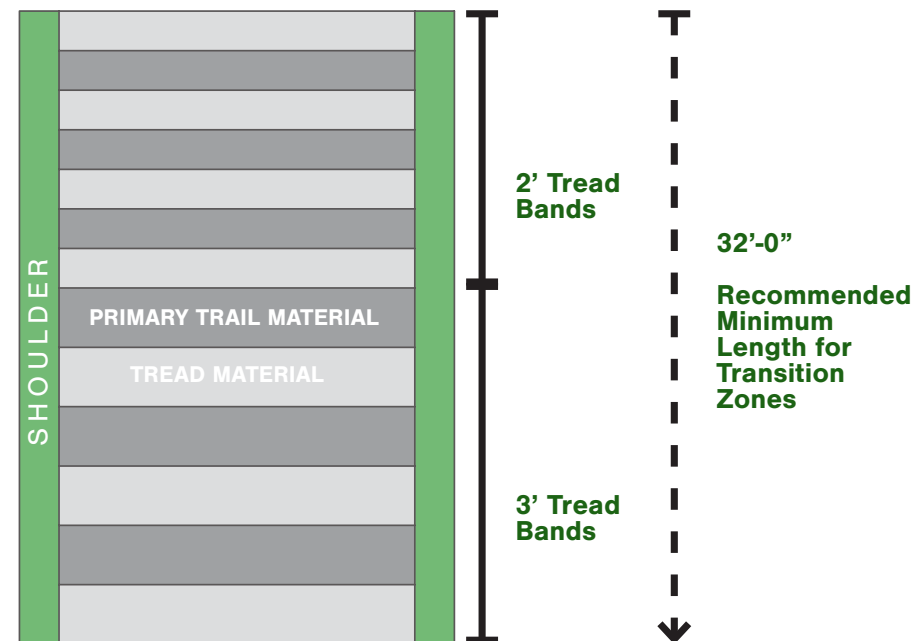 SHOULDER
PRIMARY TRAIL MATERIAL
TREAD MATERIAL
2’ Tread
Bands
3’ Tread
Bands
32’-0”
Recommended
Minimum
Length for
Transition
Zones